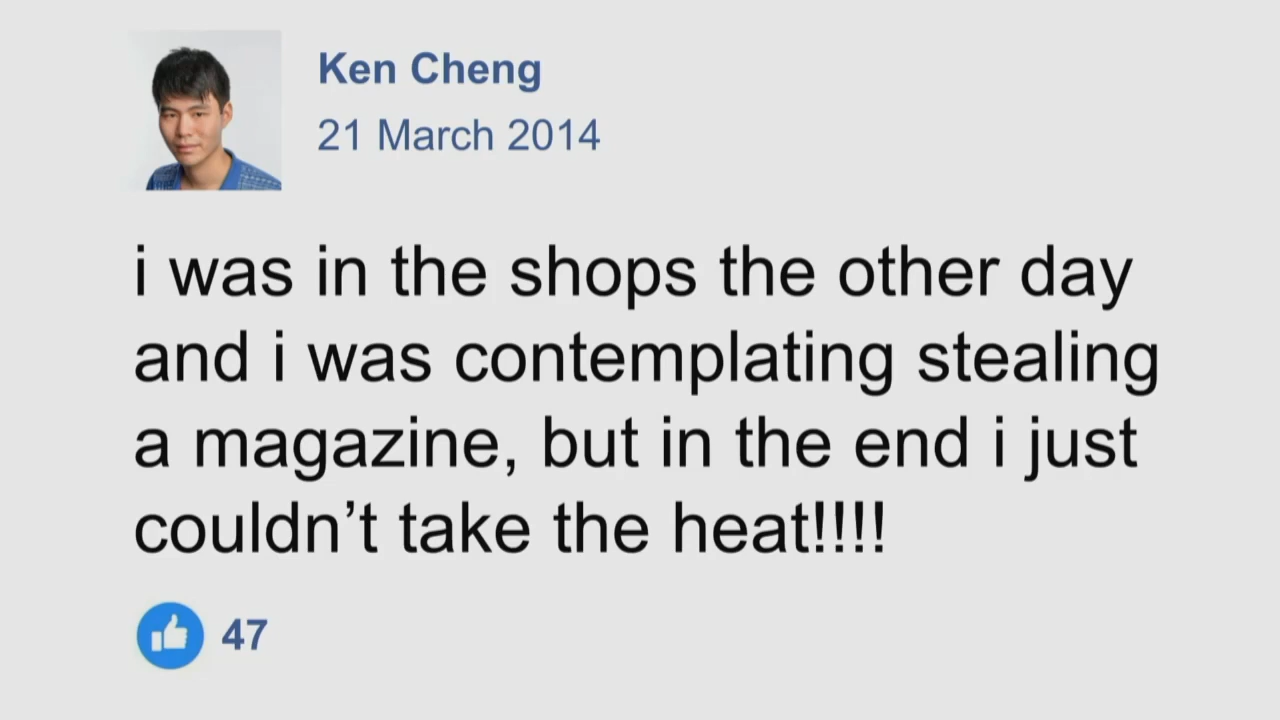 Ken Cheng
21 March 2014
i was in the shops the other day
and i was contemplating stealing
a magazine, but in the end i just
couldn’t take the heat!!!!
47